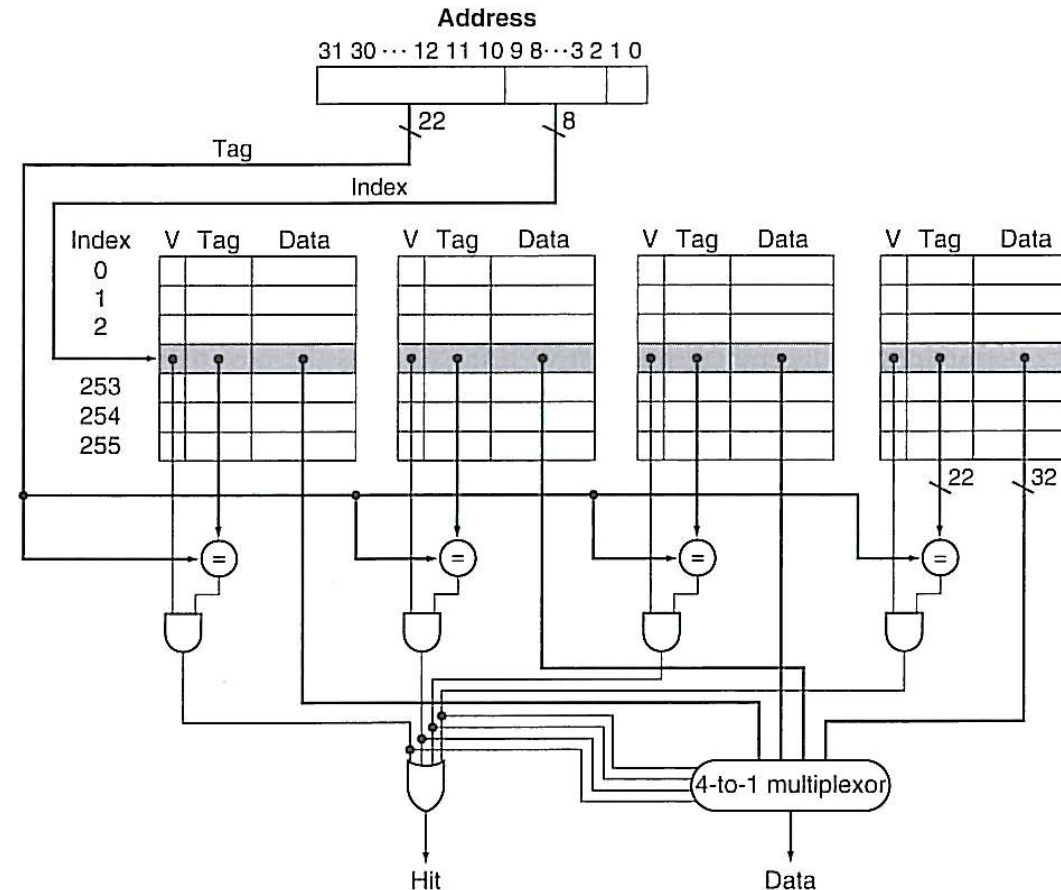 Address
31 30 ··· 12 11 10 9 8···3 2 1 0
22
8
Tag
Index
Index V Tag Data V Tag Data V Tag Data V Tag Data
0
1
2
253
254
255
22 32
= = = =
4-to-1 multiplexor
Hit Data